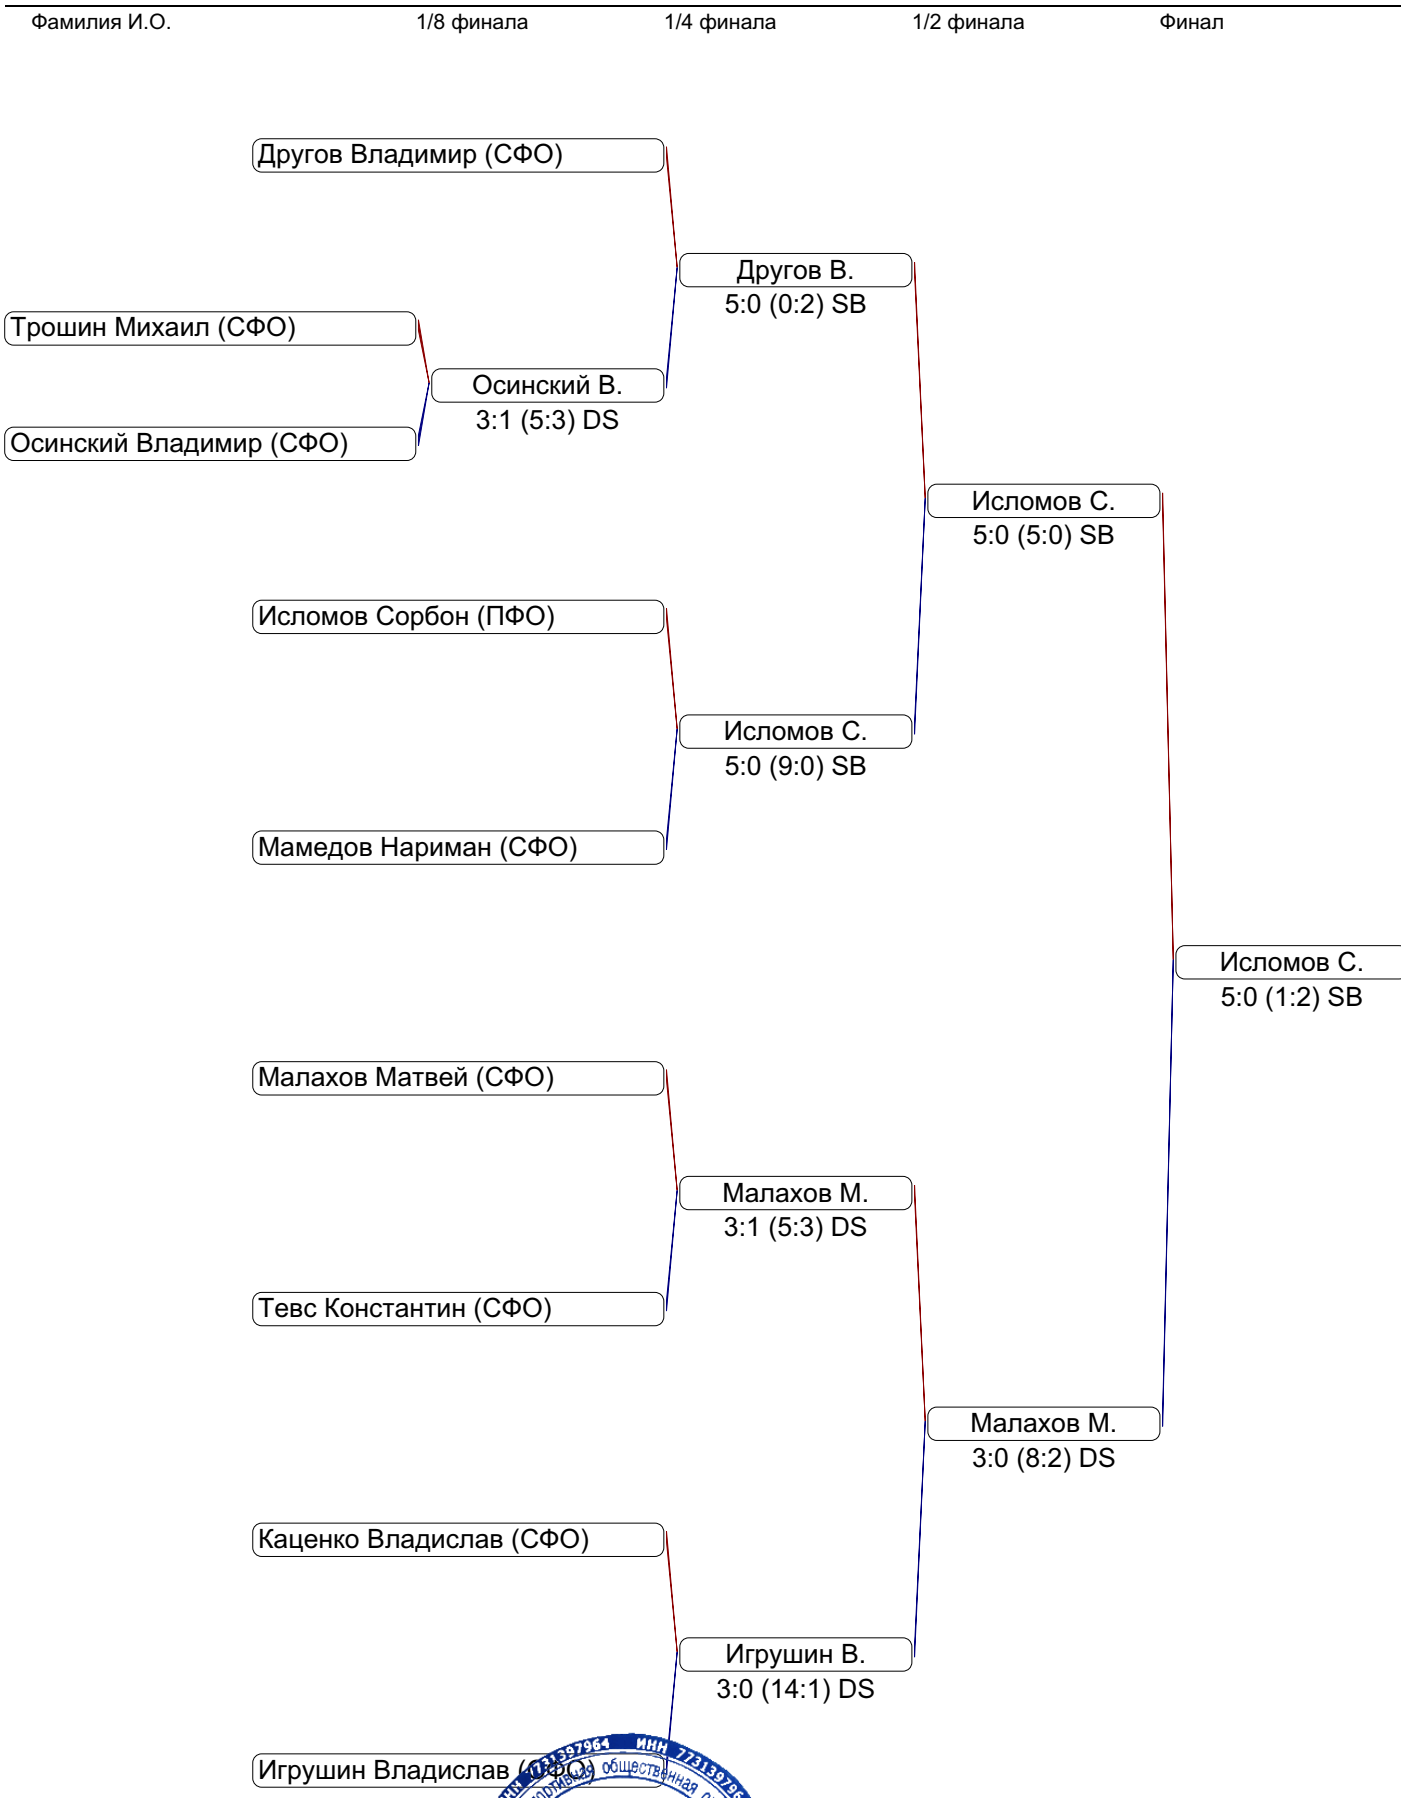 Фамилия И.О. 1/8 финала 1/4 финала 1/2 финала Финал
Другов Владимир (СФО)
Другов В.
5:0 (0:2) SB
Трошин Михаил (СФО)
Осинский В.
3:1 (5:3) DS
Осинский Владимир (СФО)
Исломов С.
5:0 (5:0) SB
Исломов Сорбон (ПФО)
Исломов С.
5:0 (9:0) SB
Мамедов Нариман (СФО)
Исломов С.
5:0 (1:2) SB
Малахов Матвей (СФО)
Малахов М.
3:1 (5:3) DS
Тевс Константин (СФО)
Малахов М.
3:0 (8:2) DS
Каценко Владислав (СФО)
Игрушин В.
3:0 (14:1) DS
Игрушин Владислав (СФО)
ИНН
общественная